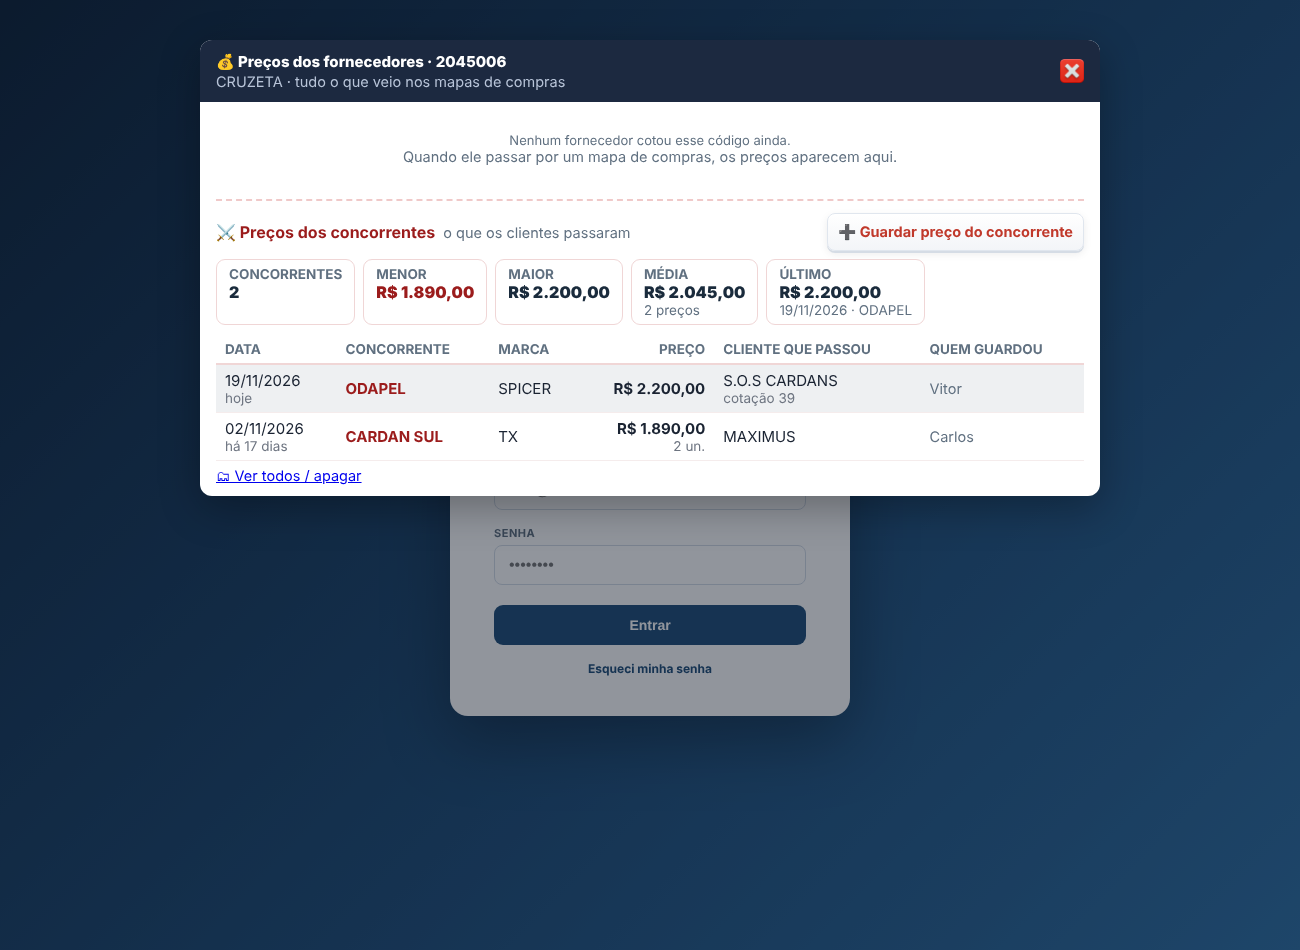 💰 Preços dos fornecedores · 2045006
CRUZETA · tudo o que veio nos mapas de compras
Nenhum fornecedor cotou esse código ainda.
Quando ele passar por um mapa de compras, os preços aparecem aqui.
⚔️ Preços dos concorrentes o que os clientes passaram
➕ Guardar preço do concorrente
CONCORRENTES
2
MENOR
R$ 1.890,00
MAIOR
R$ 2.200,00
MÉDIA
R$ 2.045,00
2 preços
ÚLTIMO
R$ 2.200,00
19/11/2026 · ODAPEL
DATA CONCORRENTE MARCA PREÇO CLIENTE QUE PASSOU QUEM GUARDOU
19/11/2026 ODAPEL SPICER R$ 2.200,00 S.O.S CARDANS Vitor
hoje cotação 39
02/11/2026 CARDAN SUL TX R$ 1.890,00 MAXIMUS Carlos
há 17 dias 2 un.
🗂 Ver todos / apagar
SENHA
••••••••
Entrar
Esqueci minha senha